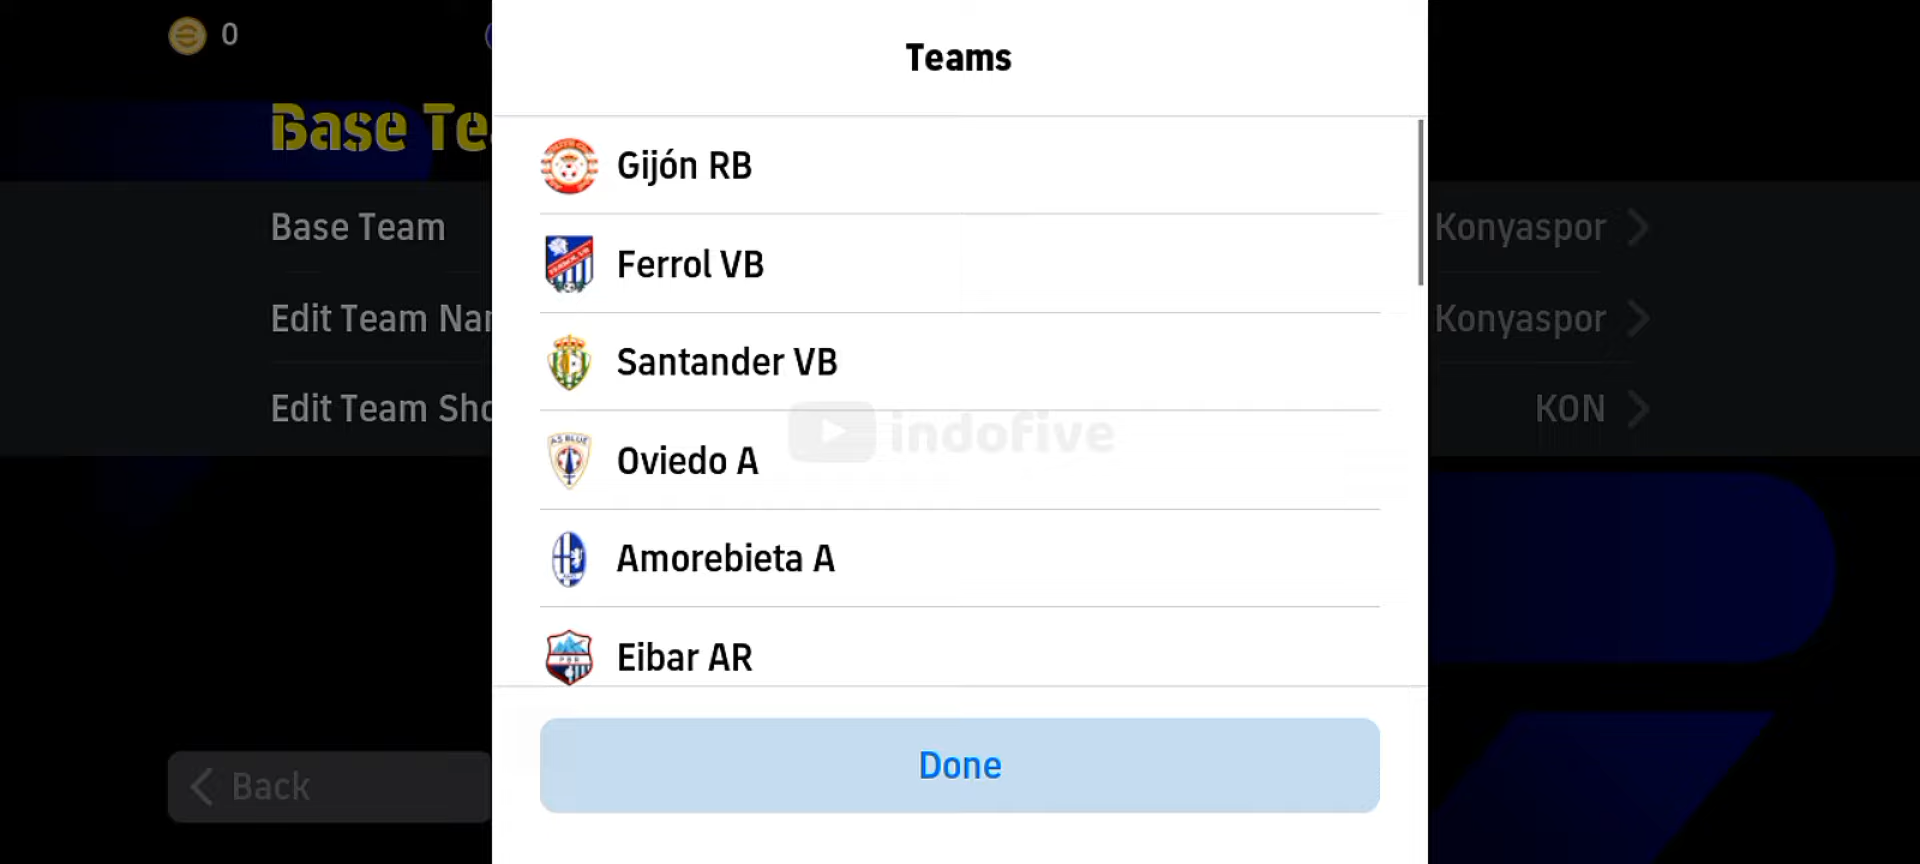 0
Teams
Base Te
Gijón RB
Base Team
Konyaspor
Ferrol VB
Edit Team Nar
Konyaspor
Santander VB
Edit Team Sho
KON
indofive
Oviedo A
Amorebieta A
Eibar AR
Done
Back